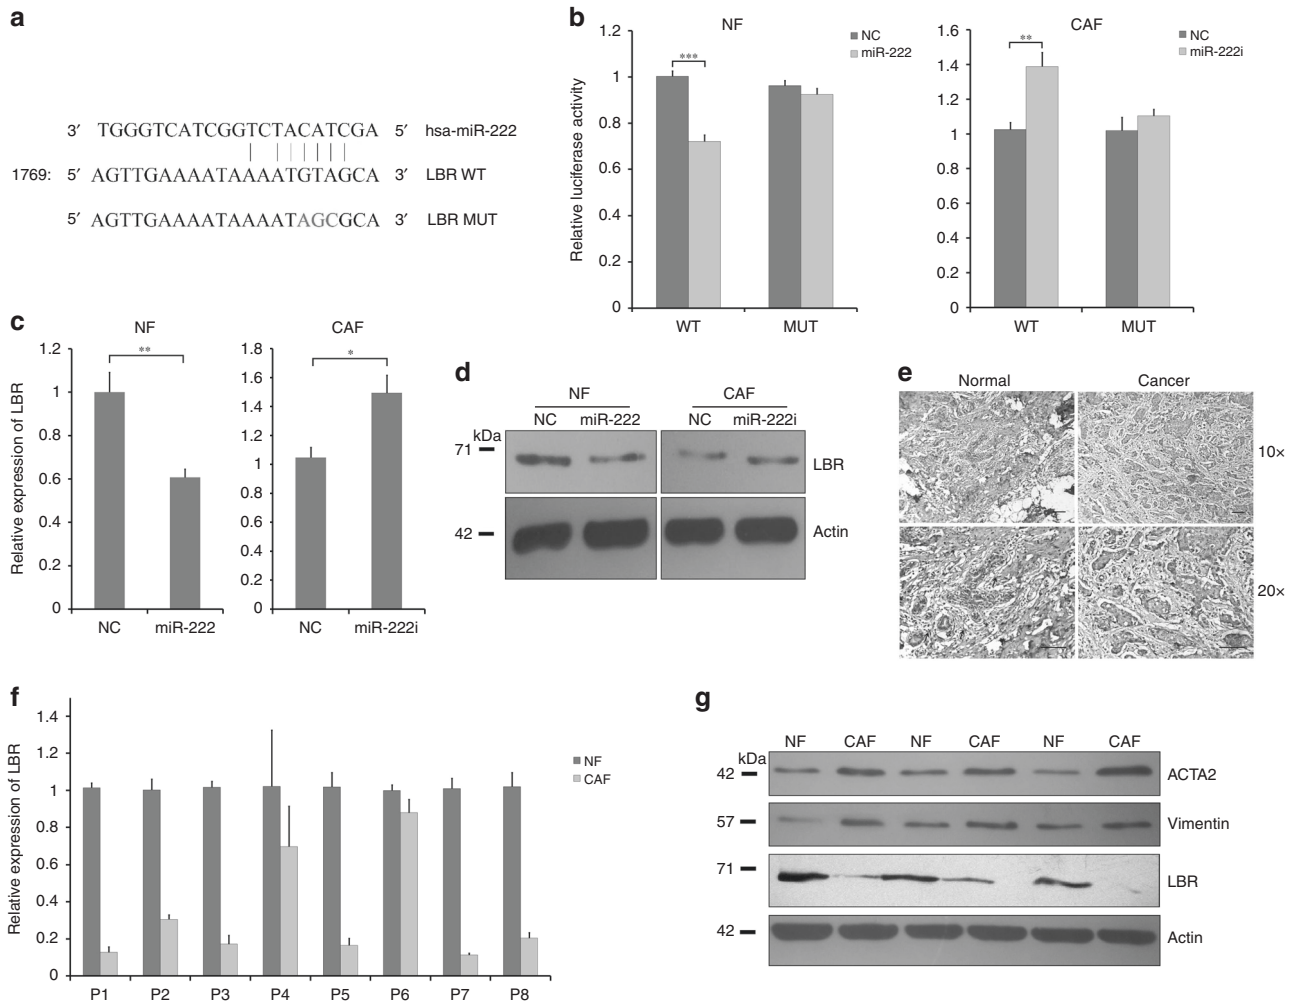 a
3′ TGGGTCATCGGTCTACATCGA 5′ hsa-miR-222
1769: 5′ AGTTGAAAATAAAATGTAGCA 3′ LBR WT
5′ AGTTGAAAATAAAATAGCGCA 3′ LBR MUT
b
NF
NC
miR-222
Relative luciferase activity
1.2
1
0.8
0.6
0.4
0.2
0
***
WT
MUT
CAF
NC
miR-222i
1.6
1.4
1.2
1
0.8
0.6
0.4
0.2
0
**
WT
MUT
c
NF
Relative expression of LBR
1.2
1
0.8
0.6
0.4
0.2
0
**
NC
miR-222
CAF
1.8
1.6
1.4
1.2
1
0.8
0.6
0.4
0.2
0
*
NC
miR-222i
d
NF
CAF
NC
miR-222
NC
miR-222i
kDa
71
LBR
42
Actin
e
Normal
Cancer
10×
20×
f
Relative expression of LBR
1.4
1.2
1
0.8
0.6
0.4
0.2
0
NF
CAF
P1
P2
P3
P4
P5
P6
P7
P8
g
NF
CAF
NF
CAF
NF
CAF
kDa
42
ACTA2
57
Vimentin
71
LBR
42
Actin